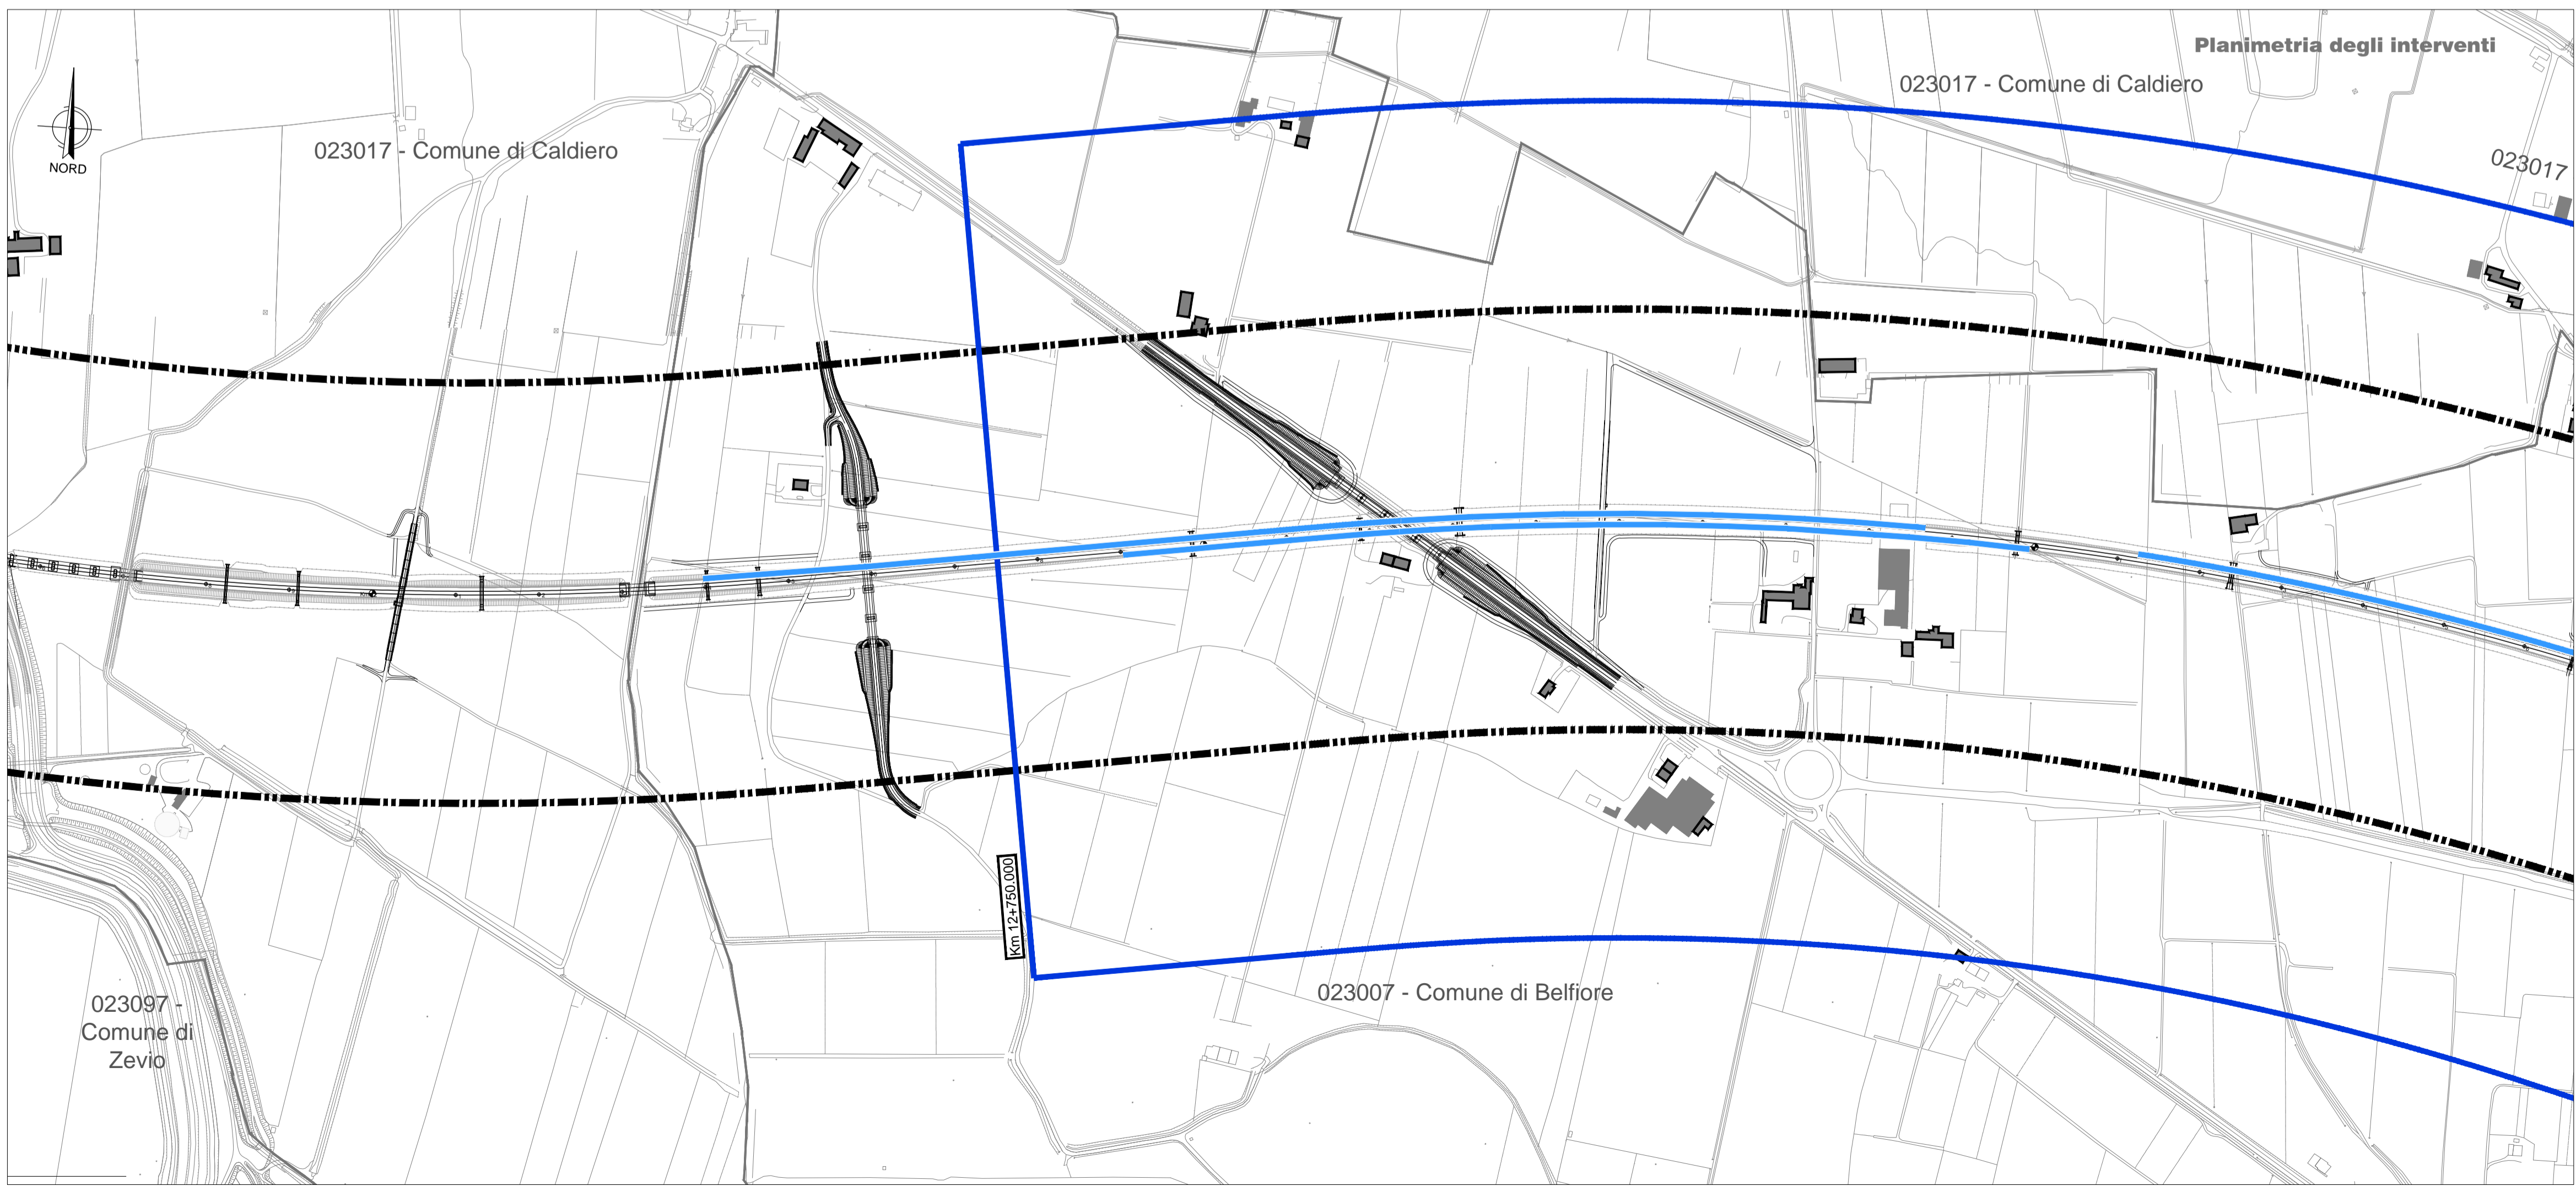 Planimetria degli interventi
023017 - Comune di Caldiero
023017 - Comune di Caldiero
023017
NORD
Km 12+750.000
023007 - Comune di Belfiore
023097 -
Comune di
Zevio